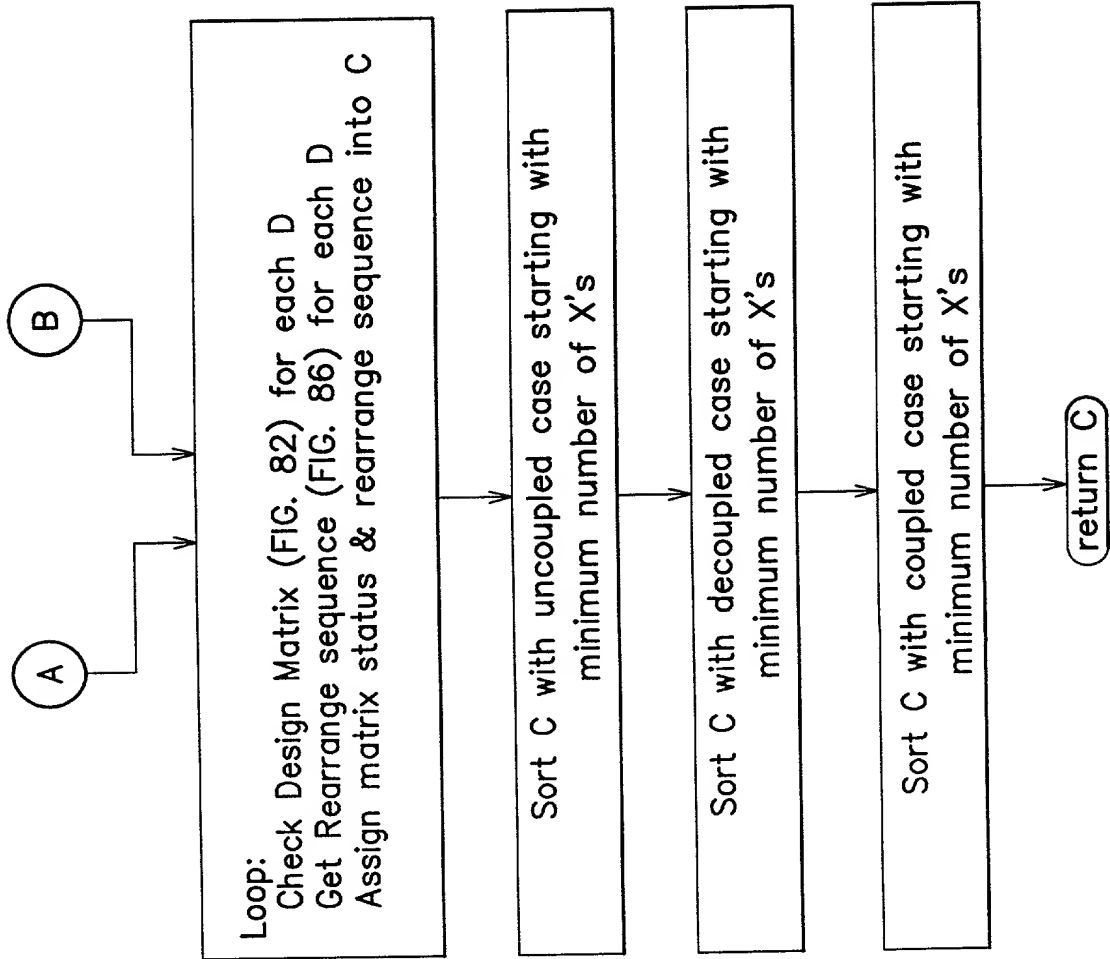 A
B
Loop:
Check Design Matrix (FIG. 82) for each D
Get Rearrange sequence (FIG. 86) for each D
Assign matrix status & rearrange sequence into C
Sort C with uncoupled case starting with
minimum number of X's
Sort C with decoupled case starting with
minimum number of X's
Sort C with coupled case starting with
minimum number of X's
return C